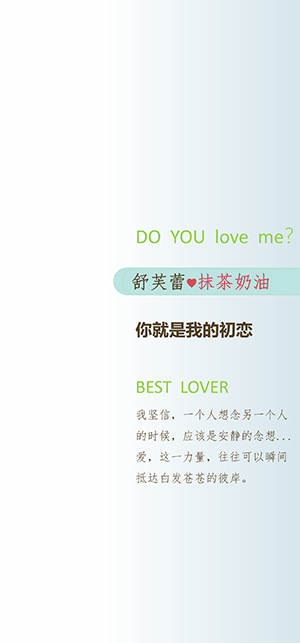 DO YOU love me?
舒芙蕾♥抹茶奶油
你就是我的初恋
BEST LOVER
我坚信，一个人想念另一个人
的时候，应该是安静的念想...
爱，这一力量，往往可以瞬间
抵达白发苍苍的彼岸。